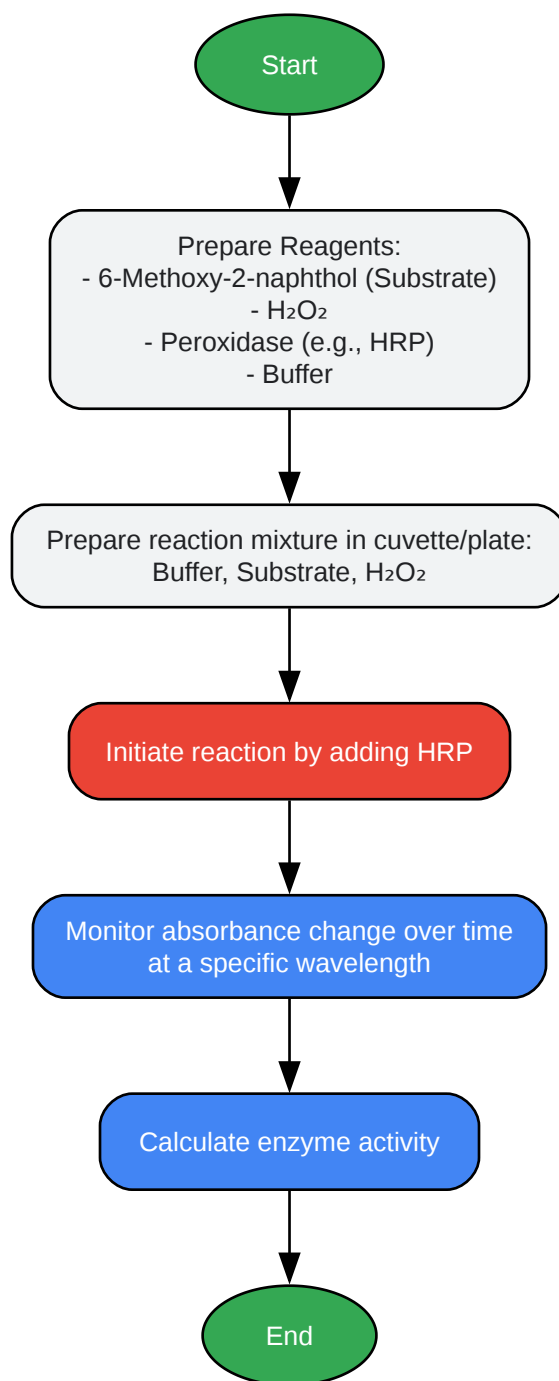 Start
Prepare Reagents:
- 6-Methoxy-2-naphthol (Substrate)
- H₂O₂
- Peroxidase (e.g., HRP)
- Buffer
Prepare reaction mixture in cuvette/plate:
Buffer, Substrate, H₂O₂
Initiate reaction by adding HRP
Monitor absorbance change over time
at a specific wavelength
Calculate enzyme activity
End